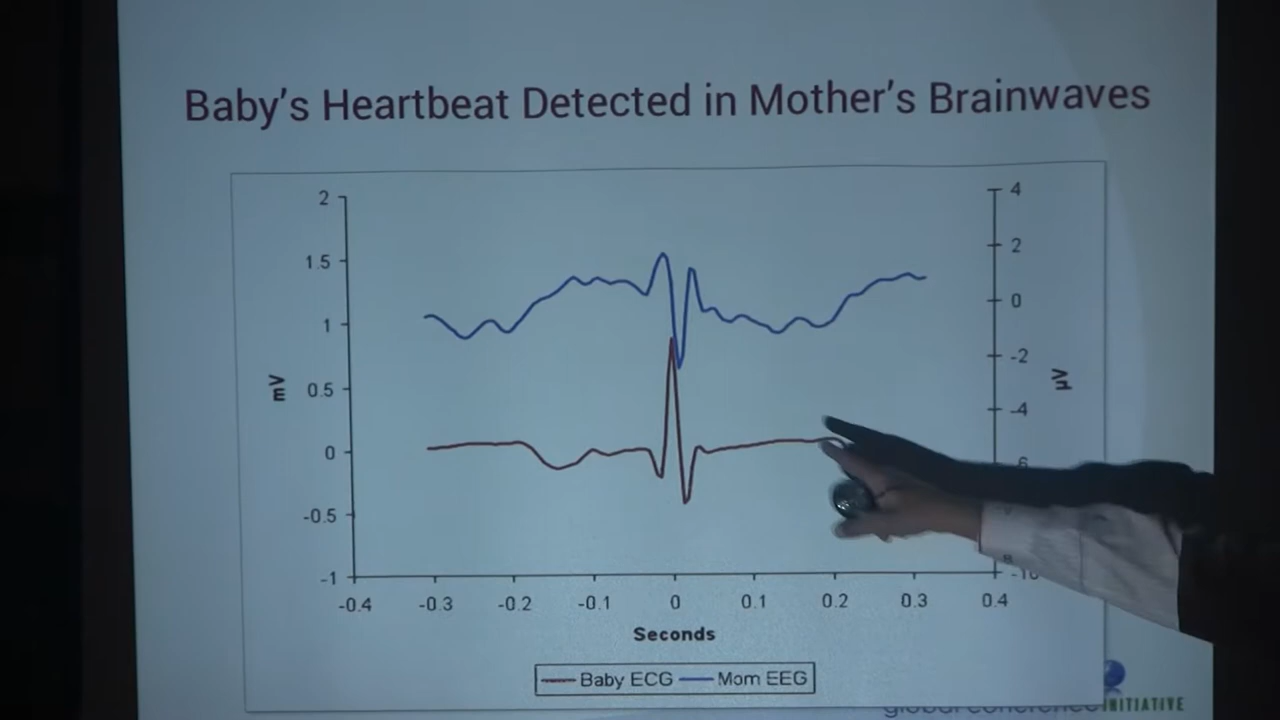 Baby's Heartbeat Detected in Mother's Brainwaves
2
1.5
1
0.5
0
-0.5
-1
mV
4
2
0
-2
-4
µV
-0.4 -0.3 -0.2 -0.1 0 0.1 0.2 0.3 0.4
Seconds
Baby ECG Mom EEG
INITIATIVE